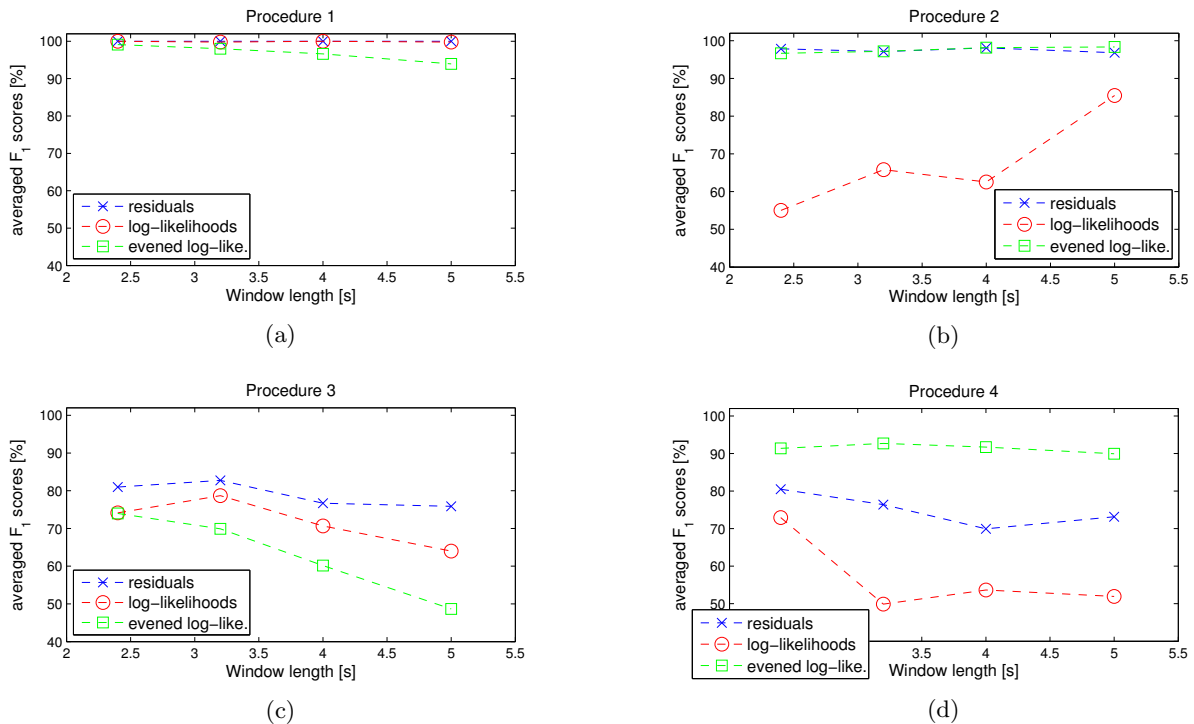 Procedure 1
averaged F1 scores [%]
100
90
80
70
60
50
40
residuals
log-likelihoods
evened log-like.
2 2.5 3 3.5 4 4.5 5 5.5
Window length [s]
(a)
Procedure 2
averaged F1 scores [%]
100
90
80
70
60
50
40
residuals
log-likelihoods
evened log-like.
2 2.5 3 3.5 4 4.5 5 5.5
Window length [s]
(b)
Procedure 3
averaged F1 scores [%]
100
90
80
70
60
50
40
residuals
log-likelihoods
evened log-like.
2 2.5 3 3.5 4 4.5 5 5.5
Window length [s]
(c)
Procedure 4
averaged F1 scores [%]
100
90
80
70
60
50
residuals
log-likelihoods
evened log-like.
3.5 4 4.5 5 5.5
Window length [s]
(d)